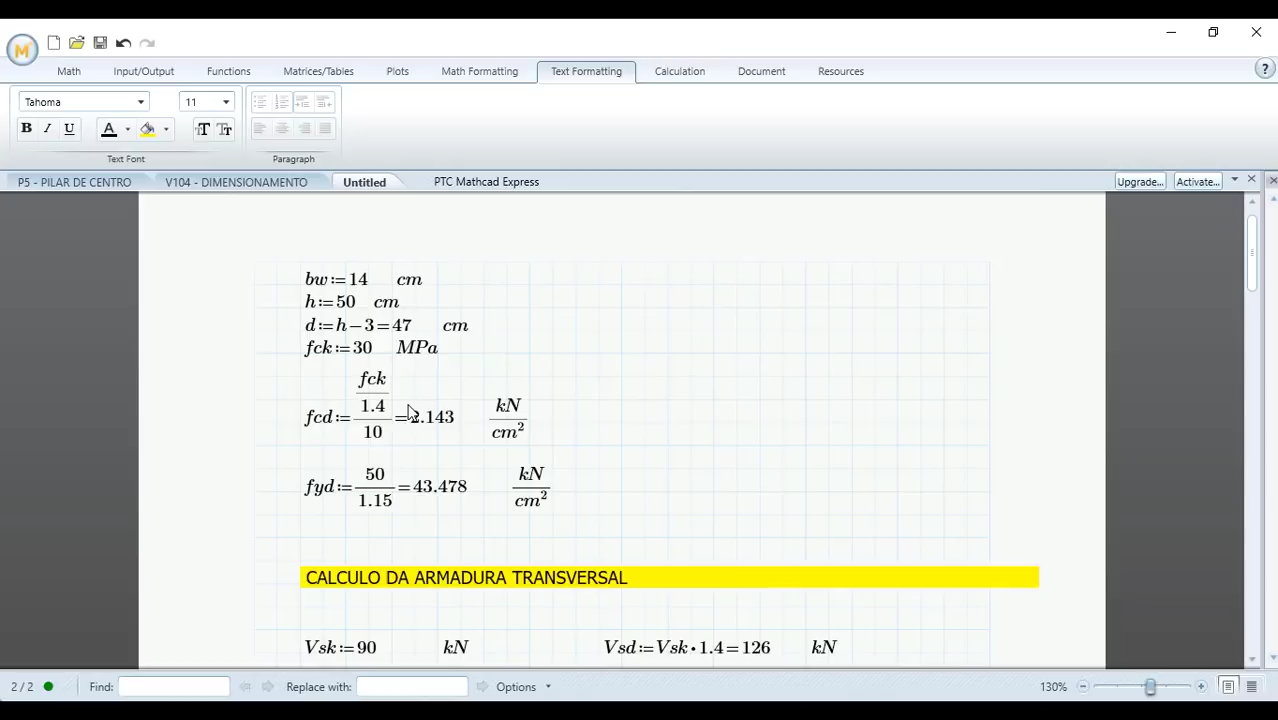 M
?
Math Input/Output Functions Matrices/Tables Plots Math Formatting Text Formatting Calculation Document Resources
Tahoma 11
B I U A T T T T
Text Font Paragraph
P5 - PILAR DE CENTRO V104 - DIMENSIONAMENTO Untitled PTC Mathcad Express Upgrade... Activate...
bw:=14 cm
h:=50 cm
d:=h-3=47 cm
fck:=30 MPa
fck
1.4
fcd:= 10 = .143 kN/cm²
fyd:= 50/1.15 =43.478 kN/cm²
CALCULO DA ARMADURA TRANSVERSAL
Vsk:=90 kN Vsd:=Vsk•1.4=126 kN
2 / 2 Find: Replace with: Options 130%